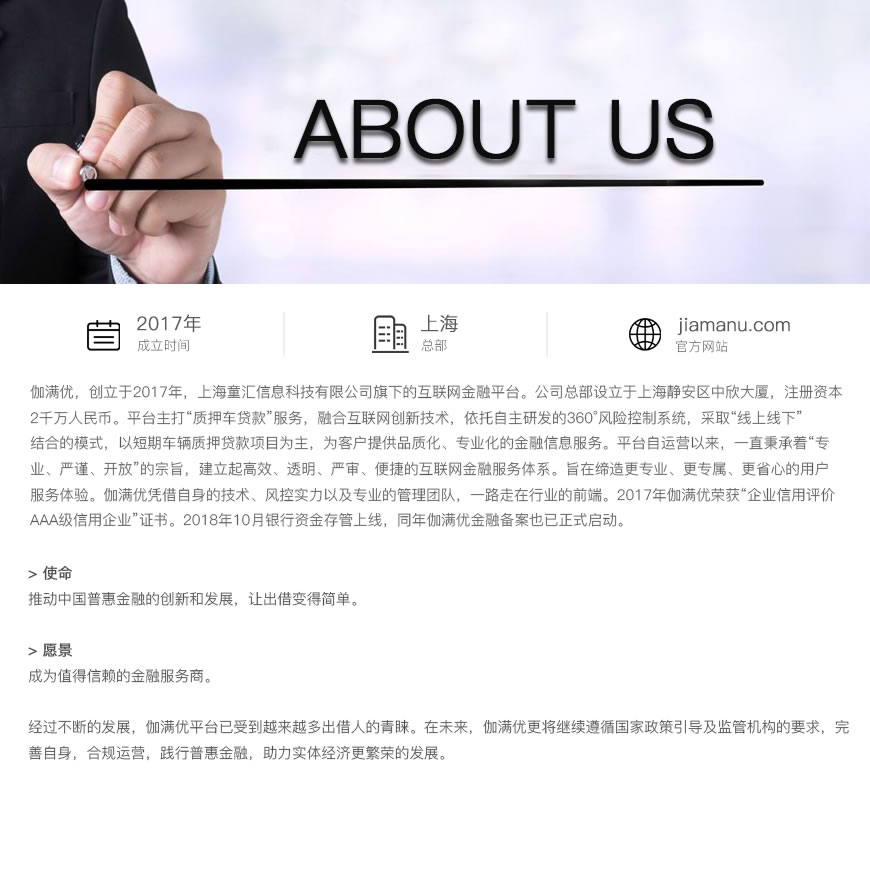 ABOUT US
2017年
成立时间
上海
总部
jiamanu.com
官方网站
伽满优，创立于2017年，上海童汇信息科技有限公司旗下的互联网金融平台。公司总部设立于上海静安区中欣大厦，注册资本
2千万人民币。平台主打“质押车贷款”服务，融合互联网创新技术，依托自主研发的360°风险控制系统，采取“线上线下”
结合的模式，以短期车辆质押贷款项目为主，为客户提供品质化、专业化的金融信息服务。平台自运营以来，一直秉承着“专
业、严谨、开放”的宗旨，建立起高效、透明、严审、便捷的互联网金融服务体系。旨在缔造更专业、更专属、更省心的用户
服务体验。伽满优凭借自身的技术、风控实力以及专业的管理团队，一路走在行业的前端。2017年伽满优荣获“企业信用评价
AAA级信用企业”证书。2018年10月银行资金存管上线，同年伽满优金融备案也已正式启动。
> 使命
推动中国普惠金融的创新和发展，让出借变得简单。
> 愿景
成为值得信赖的金融服务商。
经过不断的发展，伽满优平台已受到越来越多出借人的青睐。在未来，伽满优更将继续遵循国家政策引导及监管机构的要求，完
善自身，合规运营，践行普惠金融，助力实体经济更繁荣的发展。